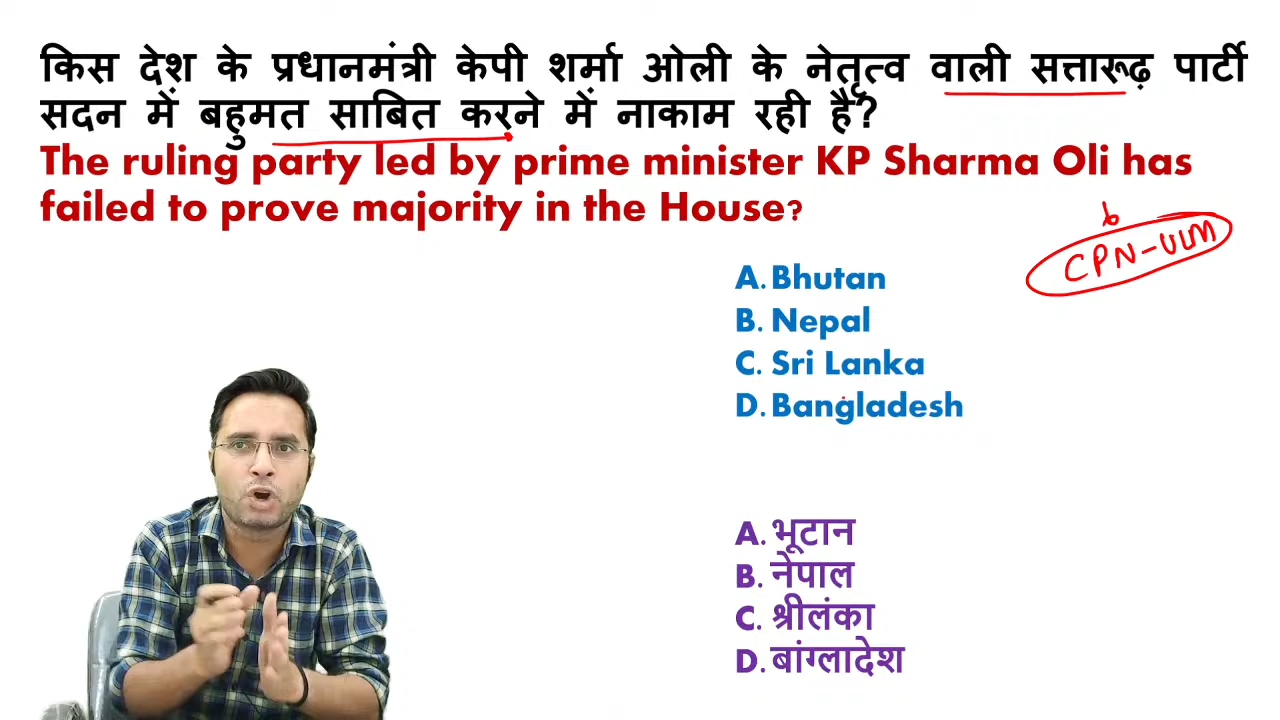 किस देश के प्रधानमंत्री केपी शर्मा ओली के नेतृत्व वाली सत्तारूढ़ पार्टी
सदन में बहुमत साबित करने में नाकाम रही है?
The ruling party led by prime minister KP Sharma Oli has
failed to prove majority in the House?
CPN-UML
A. Bhutan
B. Nepal
C. Sri Lanka
D. Bangladesh
A. भूटान
B. नेपाल
C. श्रीलंका
D. बांग्लादेश